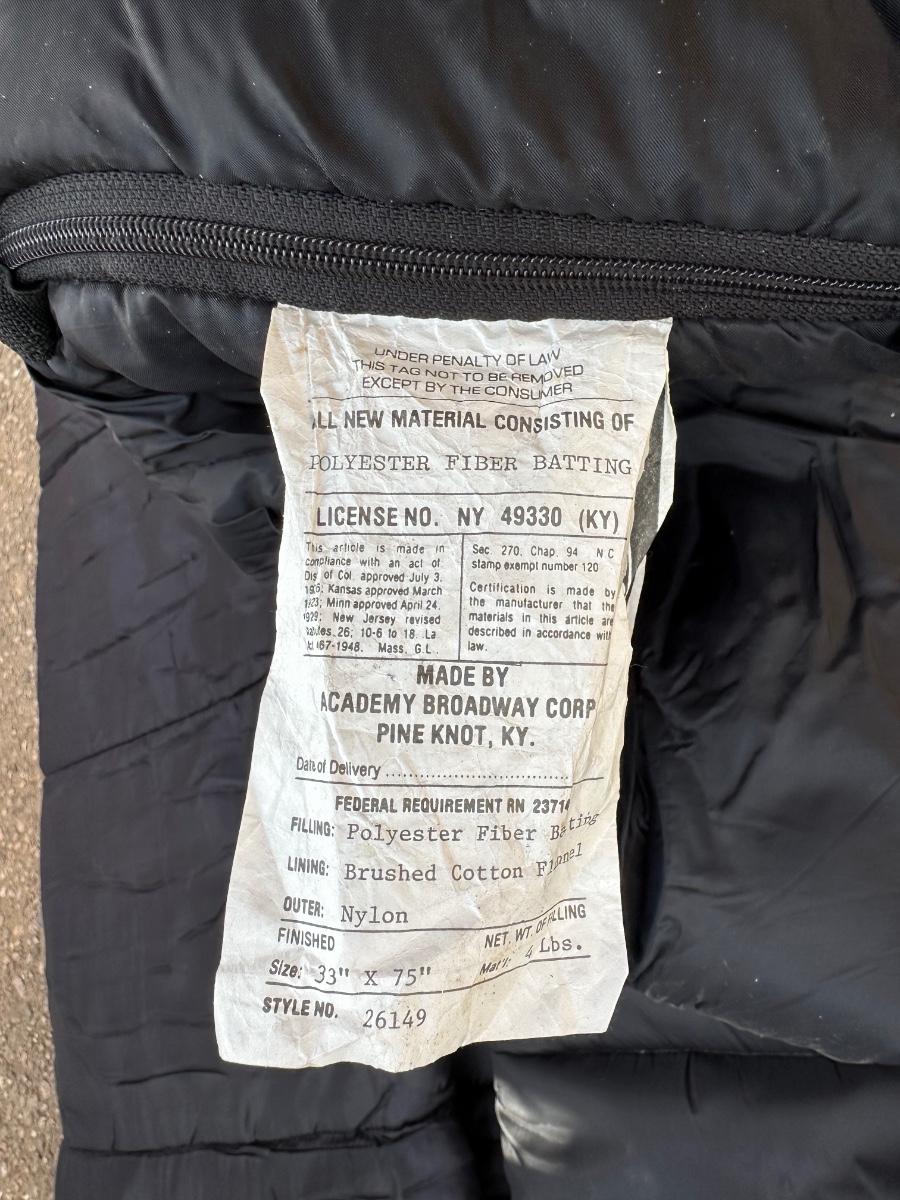 UNDER PENALTY OF LAW
THIS TAG NOT TO BE REMOVED
EXCEPT BY THE CONSUMER
ALL NEW MATERIAL CONSISTING OF
POLYESTER FIBER BATTING
LICENSE NO. NY 49330 (KY)
This article is made in
compliance with an act of
Dis of Col. approved July 3,
Kansas approved March
1923; Minn approved April 24,
1929; New Jersey revised
26; 10-6 to 18. La
167-1948. Mass. G.L.
Sec. 270. Chap. 94 N C
stamp exempt number 120
Certification is made by
the manufacturer that the
materials in this article are
described in accordance with
law.
MADE BY
ACADEMY BROADWAY CORP
PINE KNOT, KY.
Date of Delivery ..............................
FEDERAL REQUIREMENT RN 23714
FILLING: Polyester Fiber Batting
LINING: Brushed Cotton
OUTER: Nylon
FINISHED
Size: 33" X 75"
NET. WT. OF FILLING
Mat'l: 4 Lbs.
STYLE NO. 26149